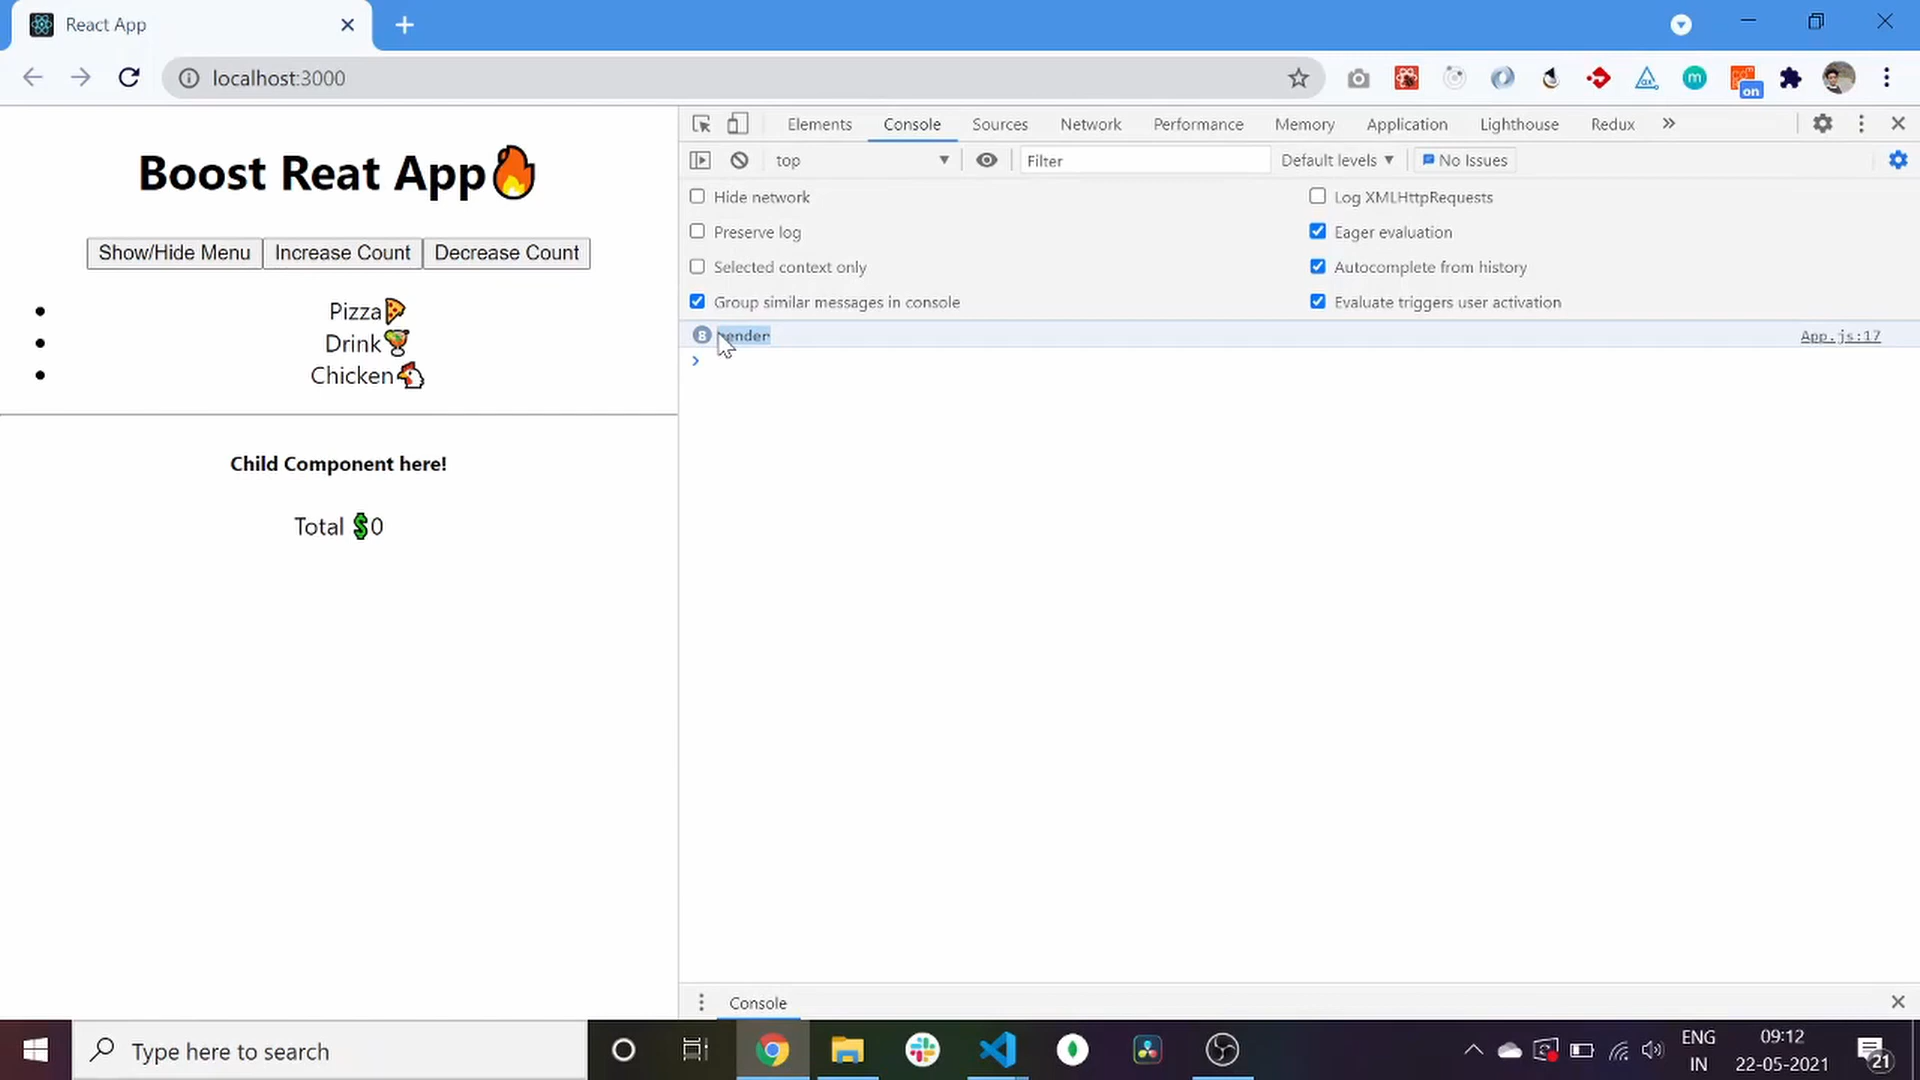 React App
localhost:3000
on
Boost Reat App🔥
Show/Hide Menu Increase Count Decrease Count
Pizza🍕
Drink🍹
Chicken🐔
Child Component here!
Total 💲0
Elements Console Sources Network Performance Memory Application Lighthouse Redux
top Filter Default levels No Issues
Hide network Log XMLHttpRequests
Preserve log Eager evaluation
Selected context only Autocomplete from history
Group similar messages in console Evaluate triggers user activation
8 render App.js:17
Console
Type here to search
ENG 09:12
IN 22-05-2021 21